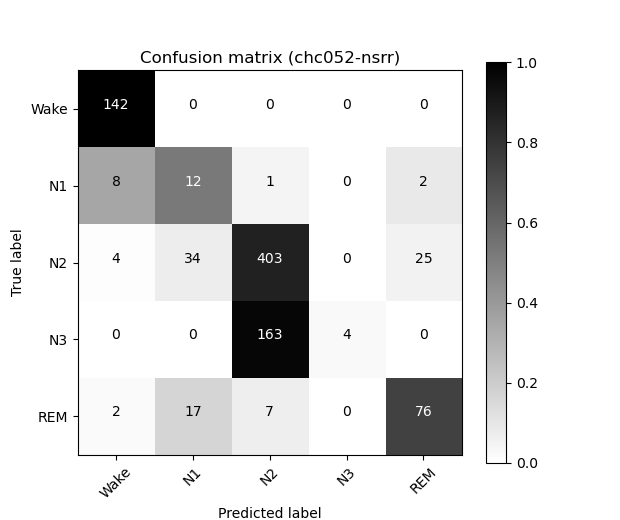 Confusion matrix (chc052-nsrr)
True label
Wake 142 0 0 0 0
N1 8 12 1 0 2
N2 4 34 403 0 25
N3 0 0 163 4 0
REM 2 17 7 0 76
Wake N1 N2 N3 REM
Predicted label
1.0
0.8
0.6
0.4
0.2
0.0